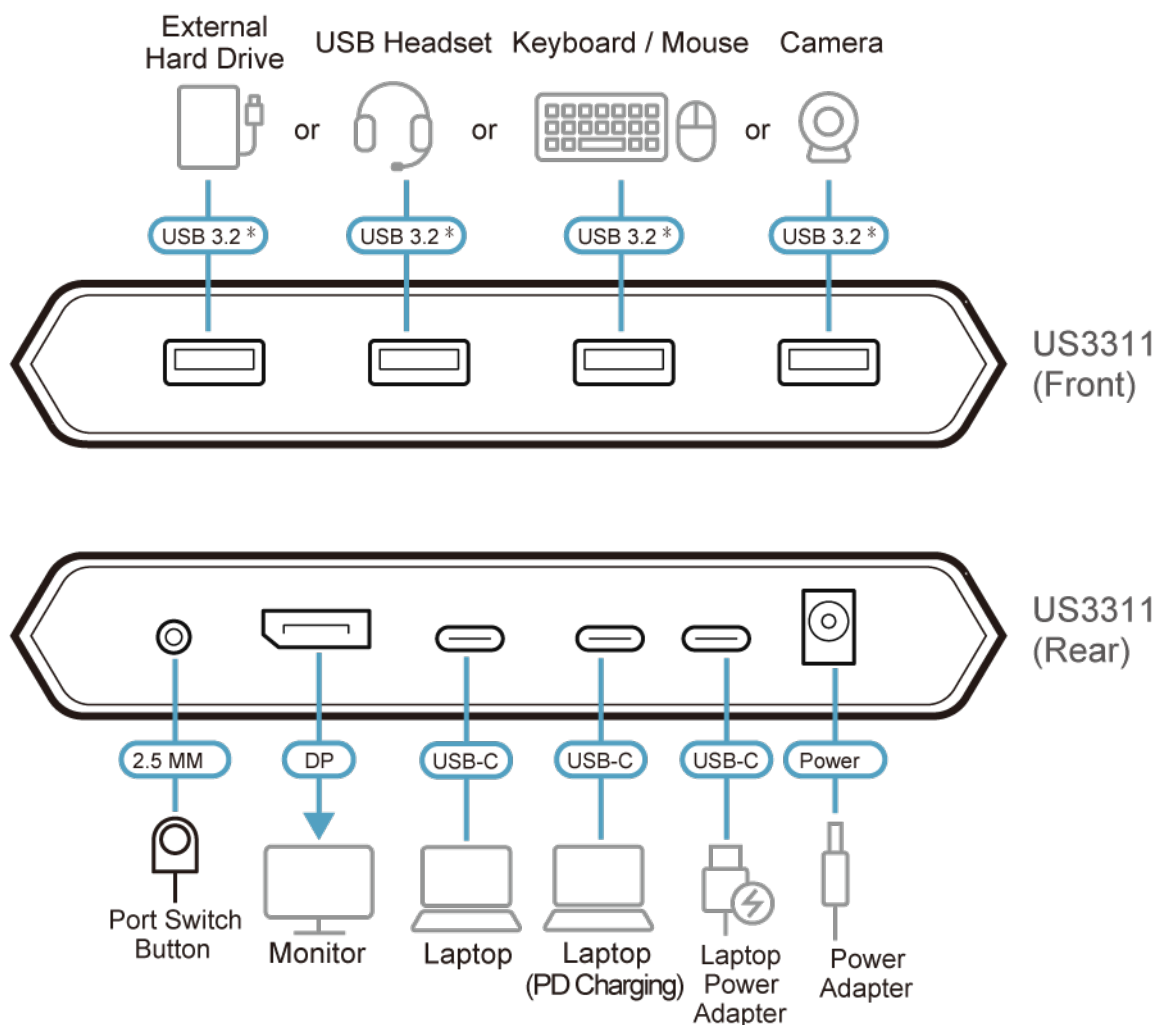 External
Hard Drive
USB Headset
Keyboard / Mouse
Camera
or
or
or
USB 3.2 *
USB 3.2 *
USB 3.2 *
USB 3.2 *
US3311
(Front)
US3311
(Rear)
2.5 MM
DP
USB-C
USB-C
USB-C
Power
Port Switch
Button
Monitor
Laptop
Laptop
(PD Charging)
Laptop
Power
Adapter
Power
Adapter